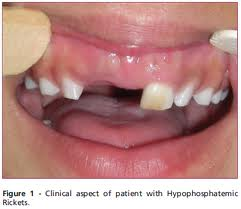 Figure 1 - Clinical aspect of patient with Hypophosphatemic
Rickets.